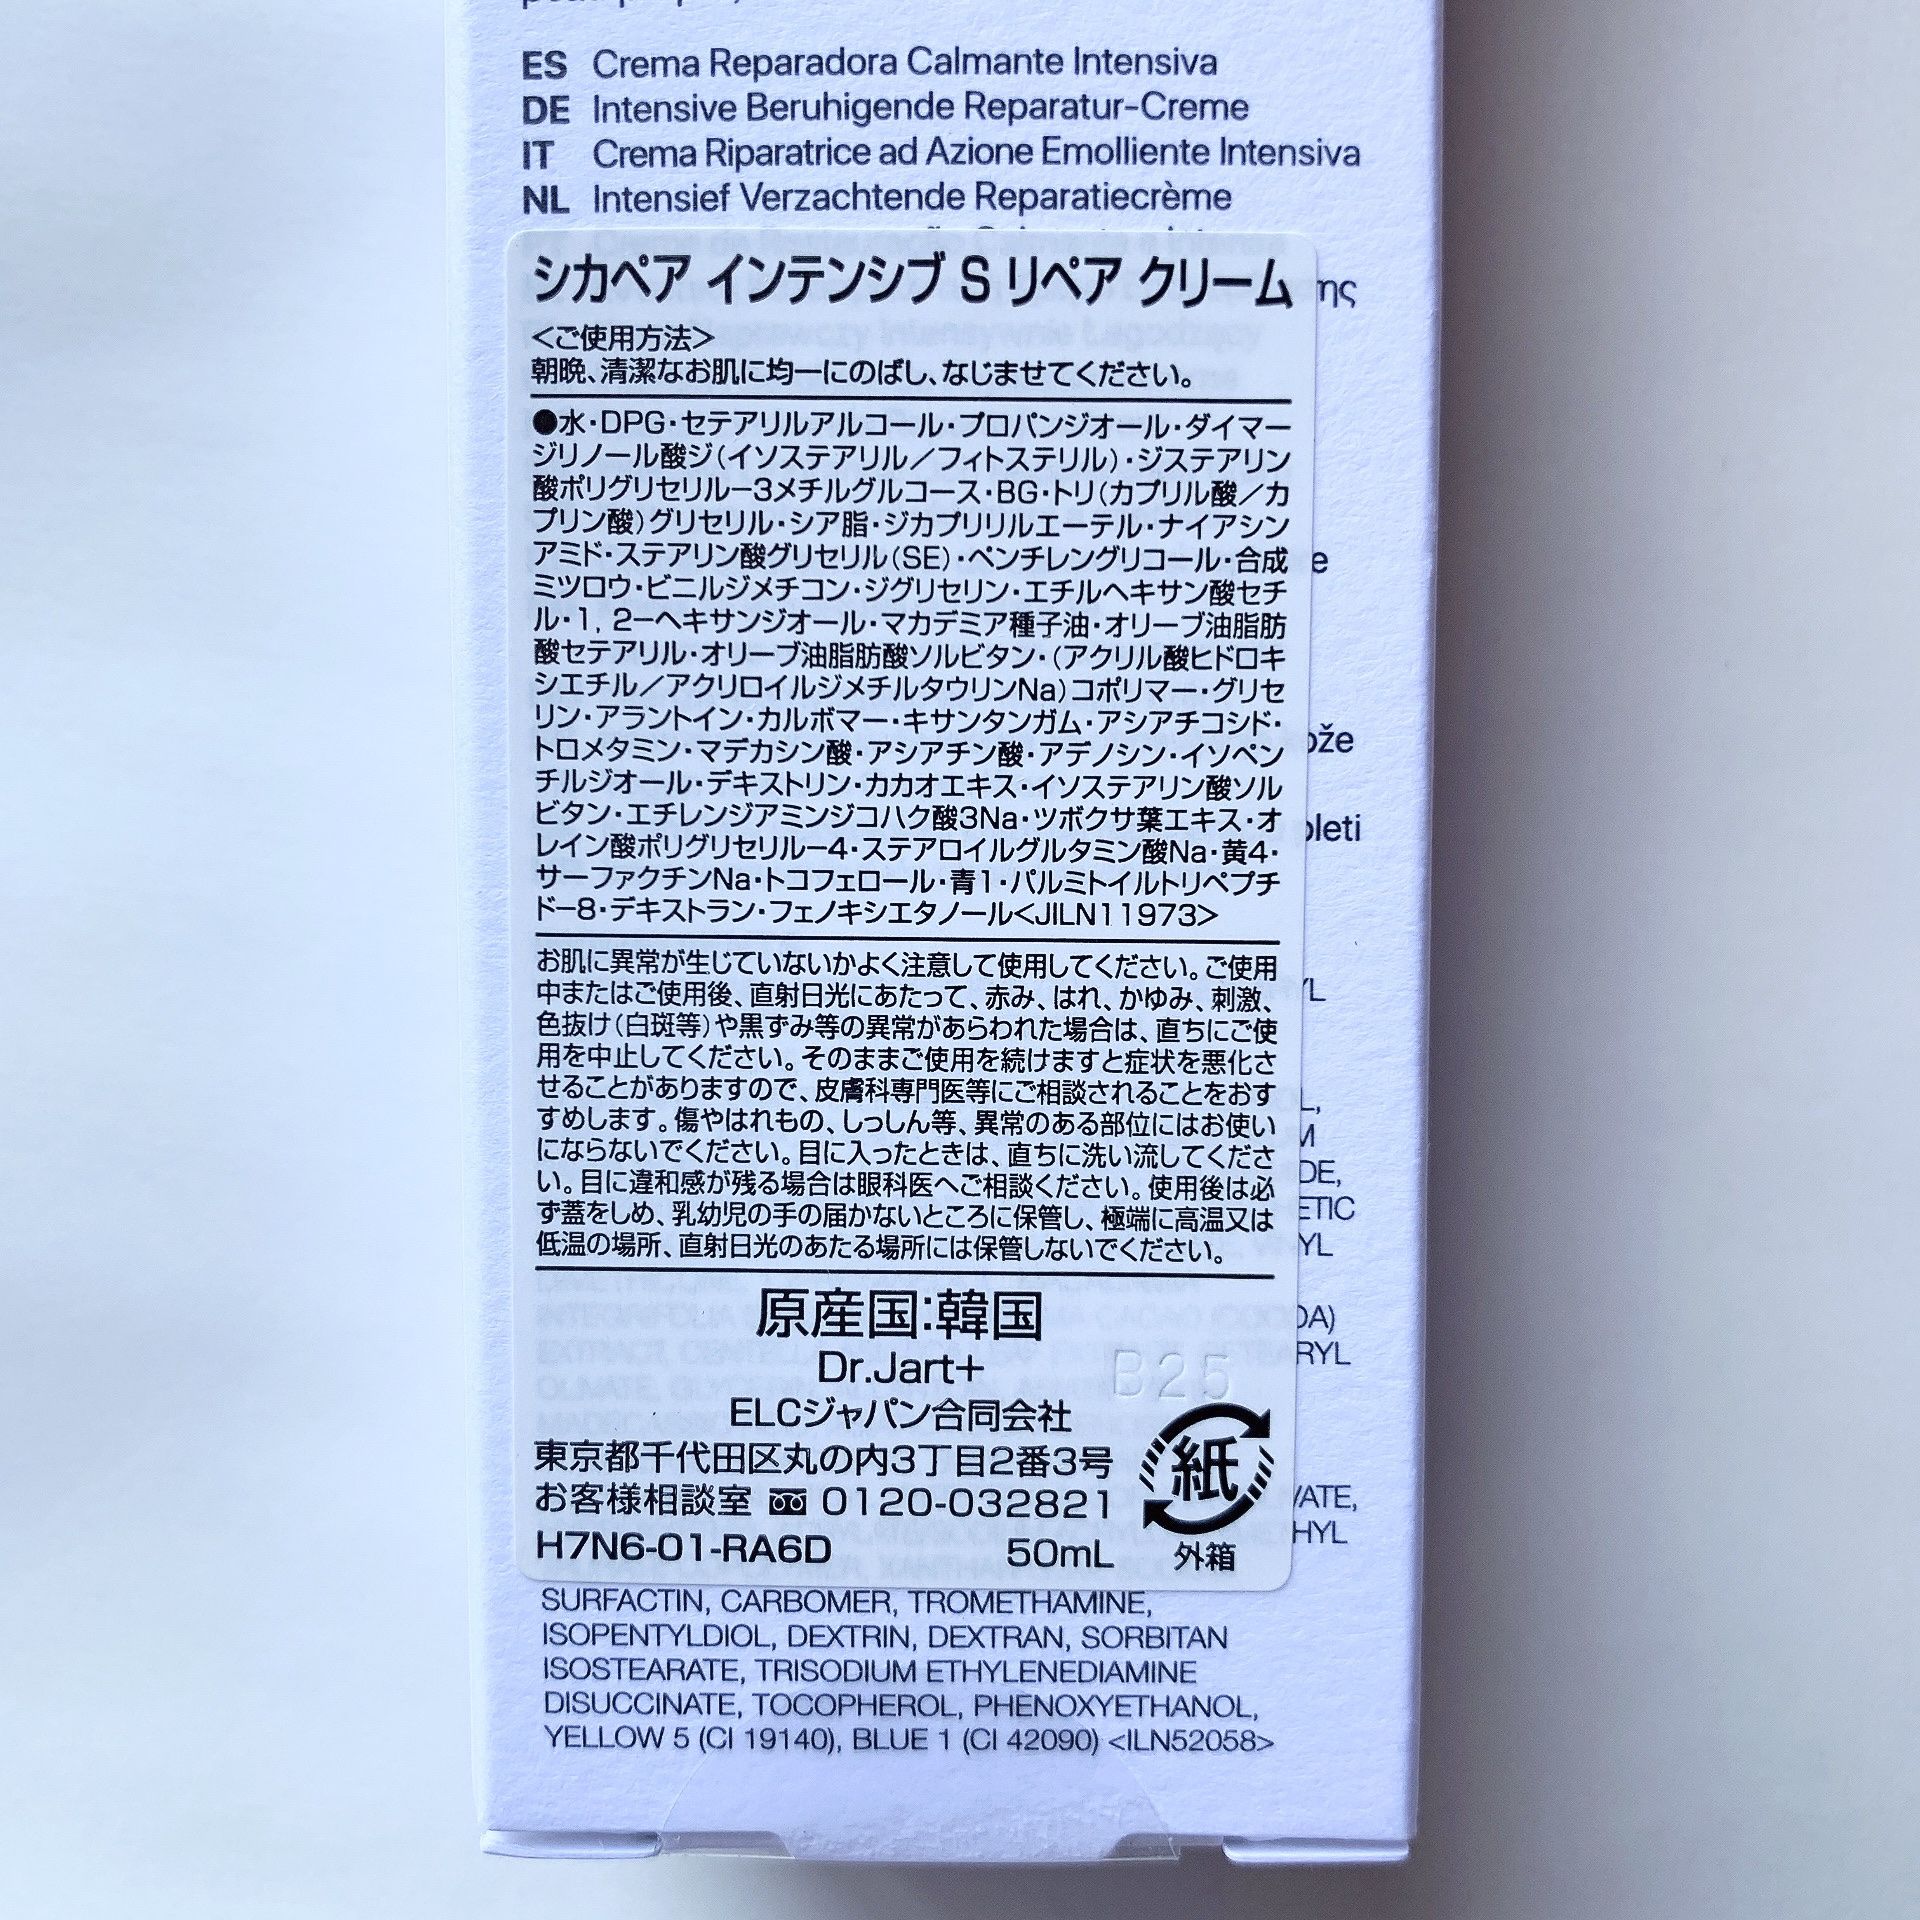 ES Crema Reparadora Calmante Intensiva
DE Intensive Beruhigende Reparatur-Creme
IT Crema Riparatrice ad Azione Emolliente Intensiva
NL Intensief Verzachtende Reparatiecrème
シカペア インテンシブ S リペア クリーム
<ご使用方法>
朝晩、清潔なお肌に均一にのばし、なじませてください。
●水・DPG・セテアリルアルコール・プロパンジオール・ダイマー
ジリノール酸ジ(イソステアリル/フィトステリル)・ジステアリン
酸ポリグリセリル-3メチルグルコース・BG・トリ(カプリル酸/カ
プリン酸)グリセリル・シア脂・ジカプリリルエーテル・ナイアシン
アミド・ステアリン酸グリセリル(SE)・ペンチレングリコール・合成
ミツロウ・ビニルジメチコン・ジグリセリン・エチルヘキサン酸セチ
ル・1, 2-ヘキサンジオール・マカデミア種子油・オリーブ油脂肪
酸セテアリル・オリーブ油脂肪酸ソルビタン・(アクリル酸ヒドロキ
シエチル/アクリロイルジメチルタウリンNa)コポリマー・グリセ
リン・アラントイン・カルボマー・キサンタンガム・アシアチコシド・
トロメタミン・マデカシン酸・アシアチン酸・アデノシン・イソペン
チルジオール・デキストリン・カカオエキス・イソステアリン酸ソル
ビタン・エチレンジアミンジコハク酸3Na・ツボクサ葉エキス・オ
レイン酸ポリグリセリル-4・ステアロイルグルタミン酸Na・黄4・
サーファクチンNa・トコフェロール・青1・パルミトイルトリペプチ
ド-8・デキストラン・フェノキシエタノール<JILN11973>
お肌に異常が生じていないかよく注意して使用してください。ご使用
中またはご使用後、直射日光にあたって、赤み、はれ、かゆみ、刺激、
色抜け(白斑等)や黒ずみ等の異常があらわれた場合は、直ちにご使
用を中止してください。そのままご使用を続けますと症状を悪化さ
せることがありますので、皮膚科専門医等にご相談されることをおす
すめします。傷やはれもの、しっしん等、異常のある部位にはお使い
にならないでください。目に入ったときは、直ちに洗い流してくださ
い。目に違和感が残る場合は眼科医へご相談ください。使用後は必
ず蓋をしめ、乳幼児の手の届かないところに保管し、極端に高温又は
低温の場所、直射日光のあたる場所には保管しないでください。
原産国:韓国
Dr.Jart+
B25
ELCジャパン合同会社
東京都千代田区丸の内3丁目2番3号
お客様相談室 0120-032821
H7N6-01-RA6D 50mL
紙
外箱
SURFACTIN, CARBOMER, TROMETHAMINE,
ISOPENTYLDIOL, DEXTRIN, DEXTRAN, SORBITAN
ISOSTEARATE, TRISODIUM ETHYLENEDIAMINE
DISUCCINATE, TOCOPHEROL, PHENOXYETHANOL,
YELLOW 5 (CI 19140), BLUE 1 (CI 42090) <ILN52058>